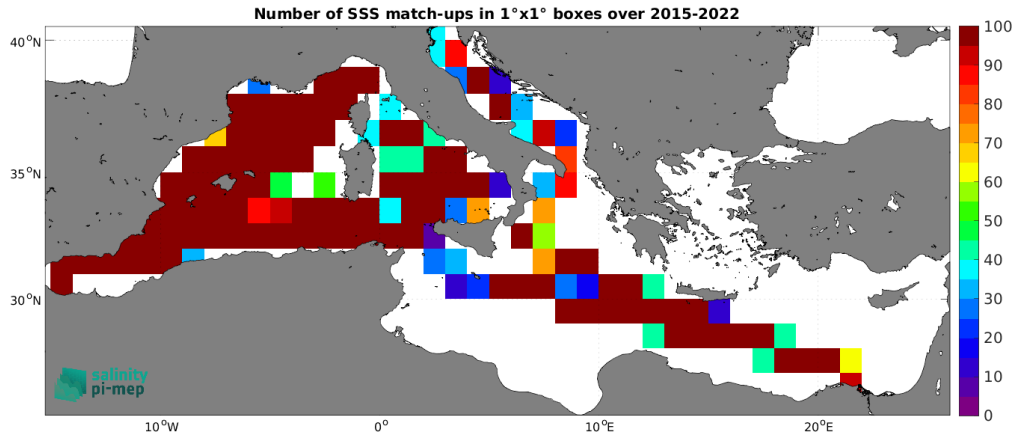 Number of SSS match-ups in 1°x1° boxes over 2015-2022
40°N
35°N
30°N
10°W
0°
10°E
20°E
100
90
80
70
60
50
40
30
20
10
0
salinity
pi-mep